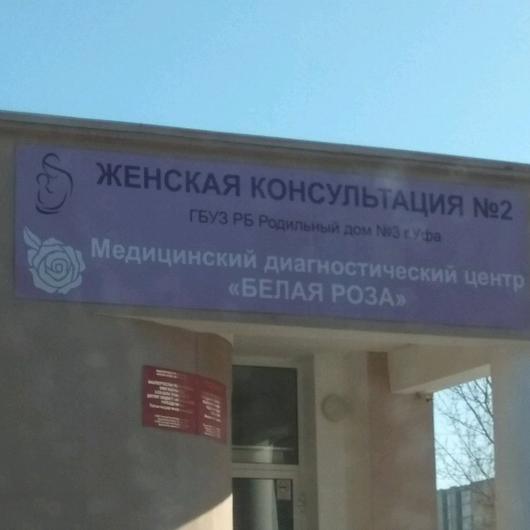 ЖЕНСКАЯ КОНСУЛЬТАЦИЯ №2
ГБУЗ РБ Родильный дом №3 г.Уфа
Медицинский диагностический центр
«БЕЛАЯ РОЗА»